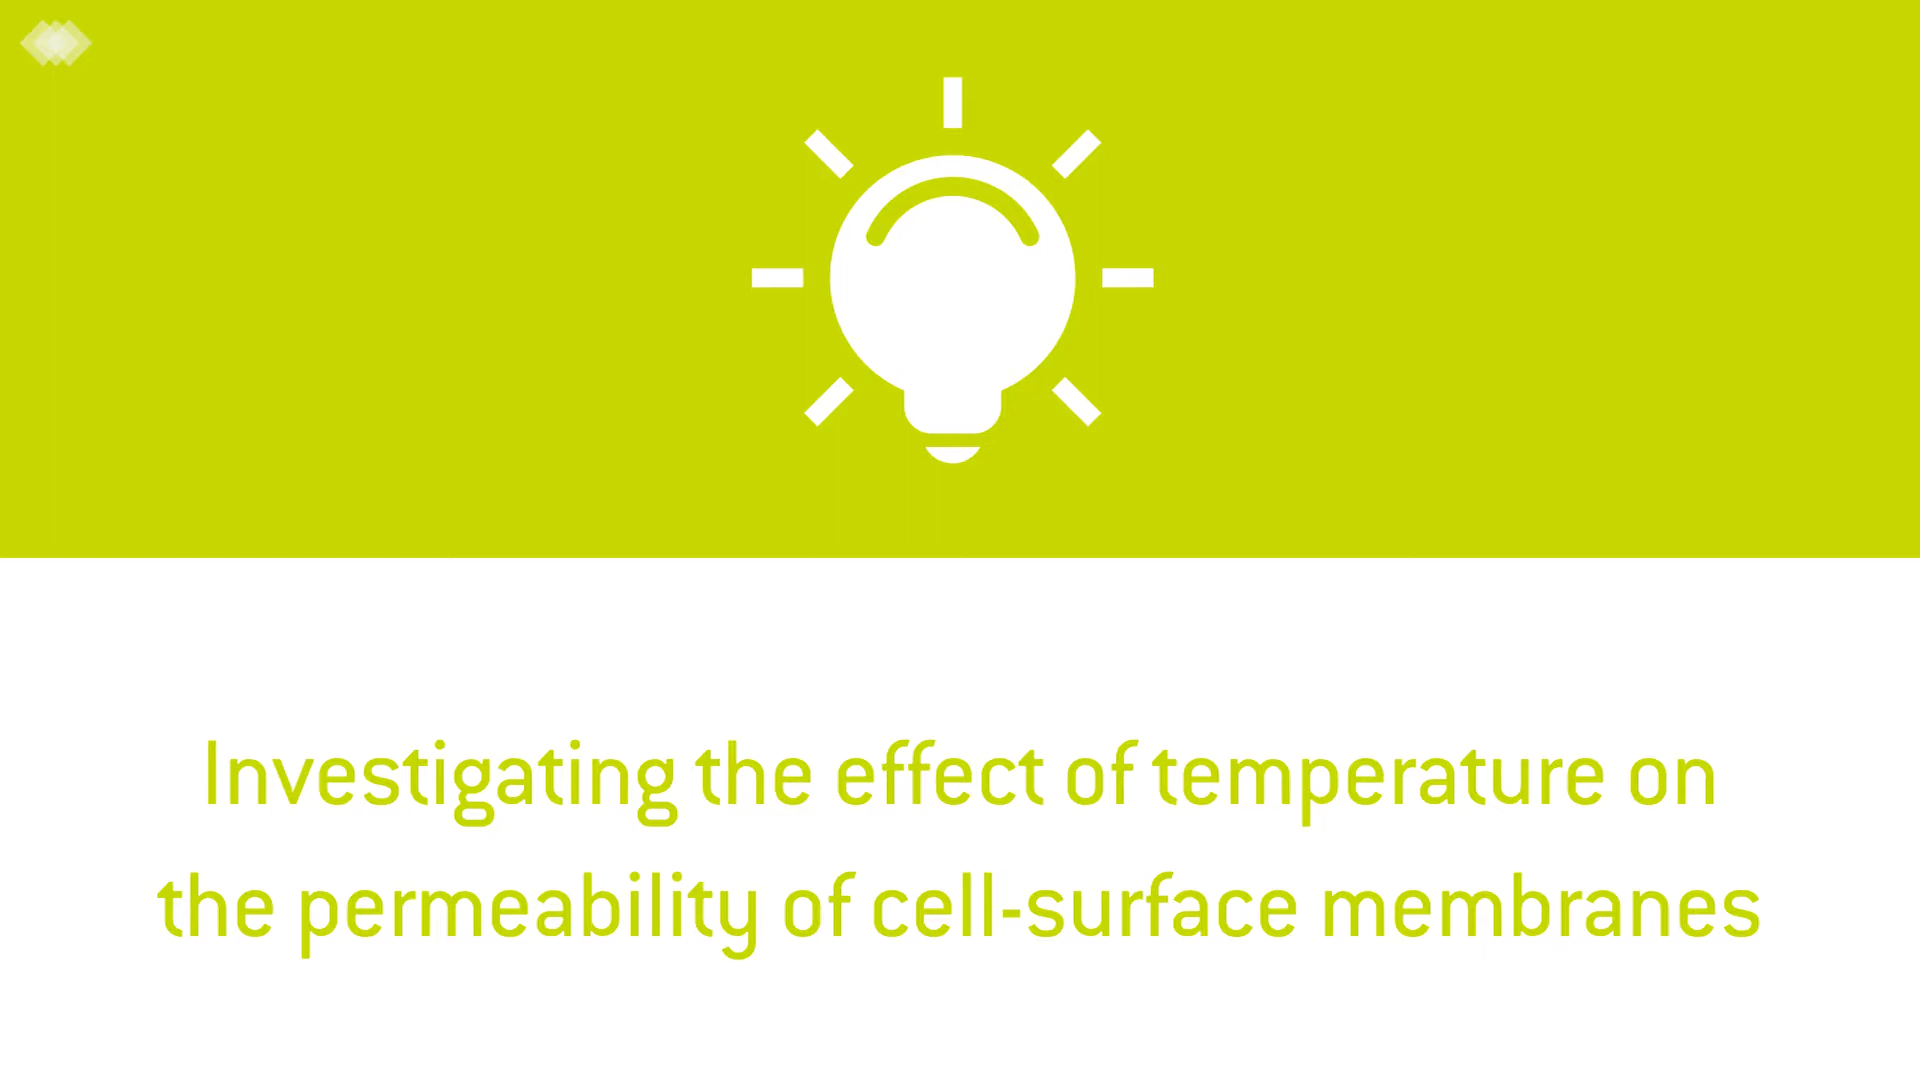 Investigating the effect of temperature on
the permeability of cell-surface membranes